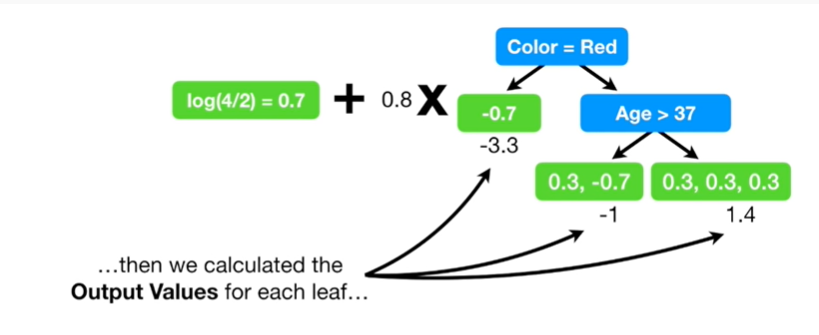 Color = Red
log(4/2) = 0.7 + 0.8 X -0.7 Age > 37
-3.3
0.3, -0.7 0.3, 0.3, 0.3
-1 1.4
...then we calculated the
Output Values for each leaf...